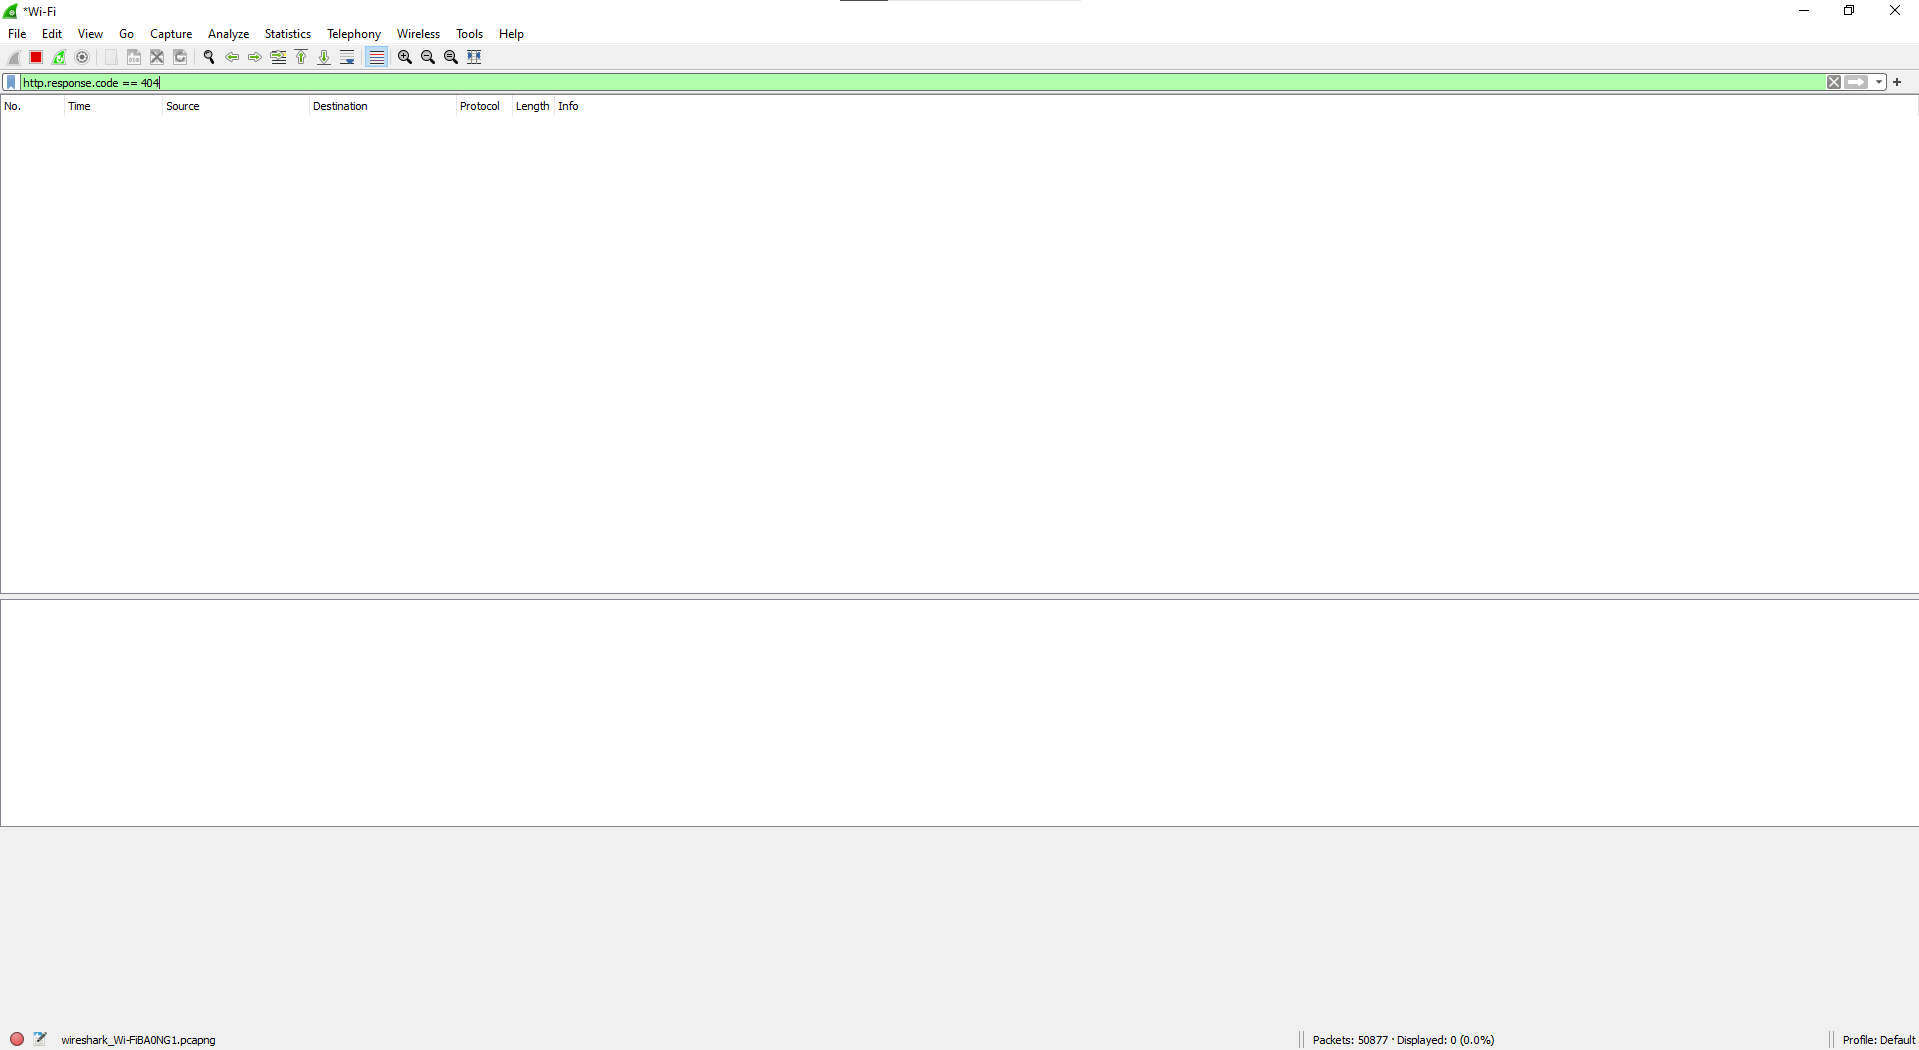 *Wi-Fi
File Edit View Go Capture Analyze Statistics Telephony Wireless Tools Help
http.response.code == 404
No. Time Source Destination Protocol Length Info
wireshark_Wi-FiBA0NG1.pcapng Packets: 50877 · Displayed: 0 (0.0%) Profile: Default